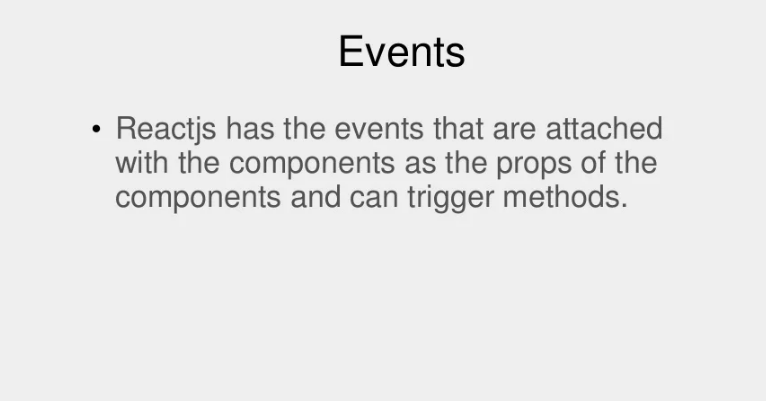 Events
• Reactjs has the events that are attached
with the components as the props of the
components and can trigger methods.